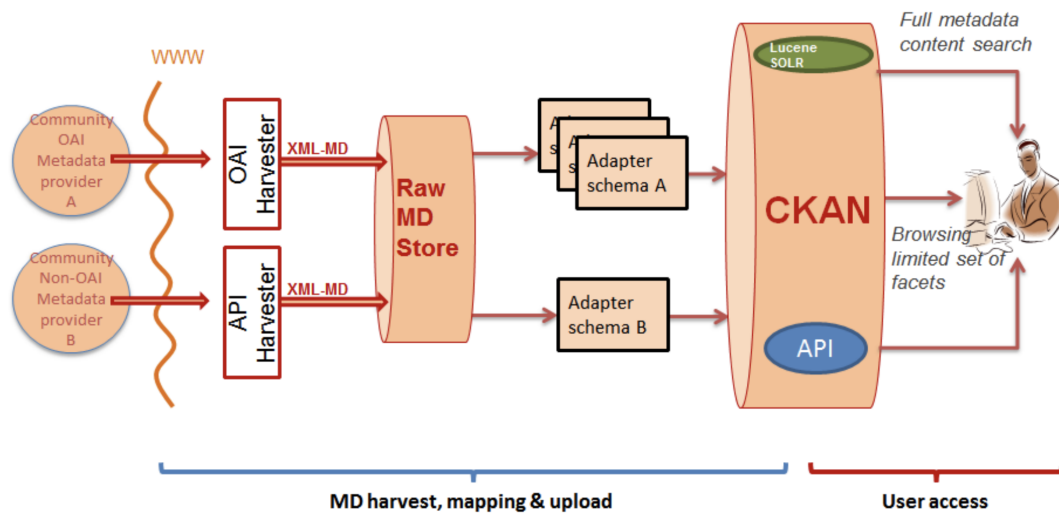 WWW
Community
OAI
Metadata
provider
A
Community
Non-OAI
Metadata
provider
B
OAI
Harvester
API
Harvester
XML-MD
XML-MD
Raw
MD
Store
Adapter
schema A
Adapter
schema B
Lucene
SOLR
CKAN
API
Full metadata
content search
Browsing
limited set of
facets
MD harvest, mapping & upload
User access